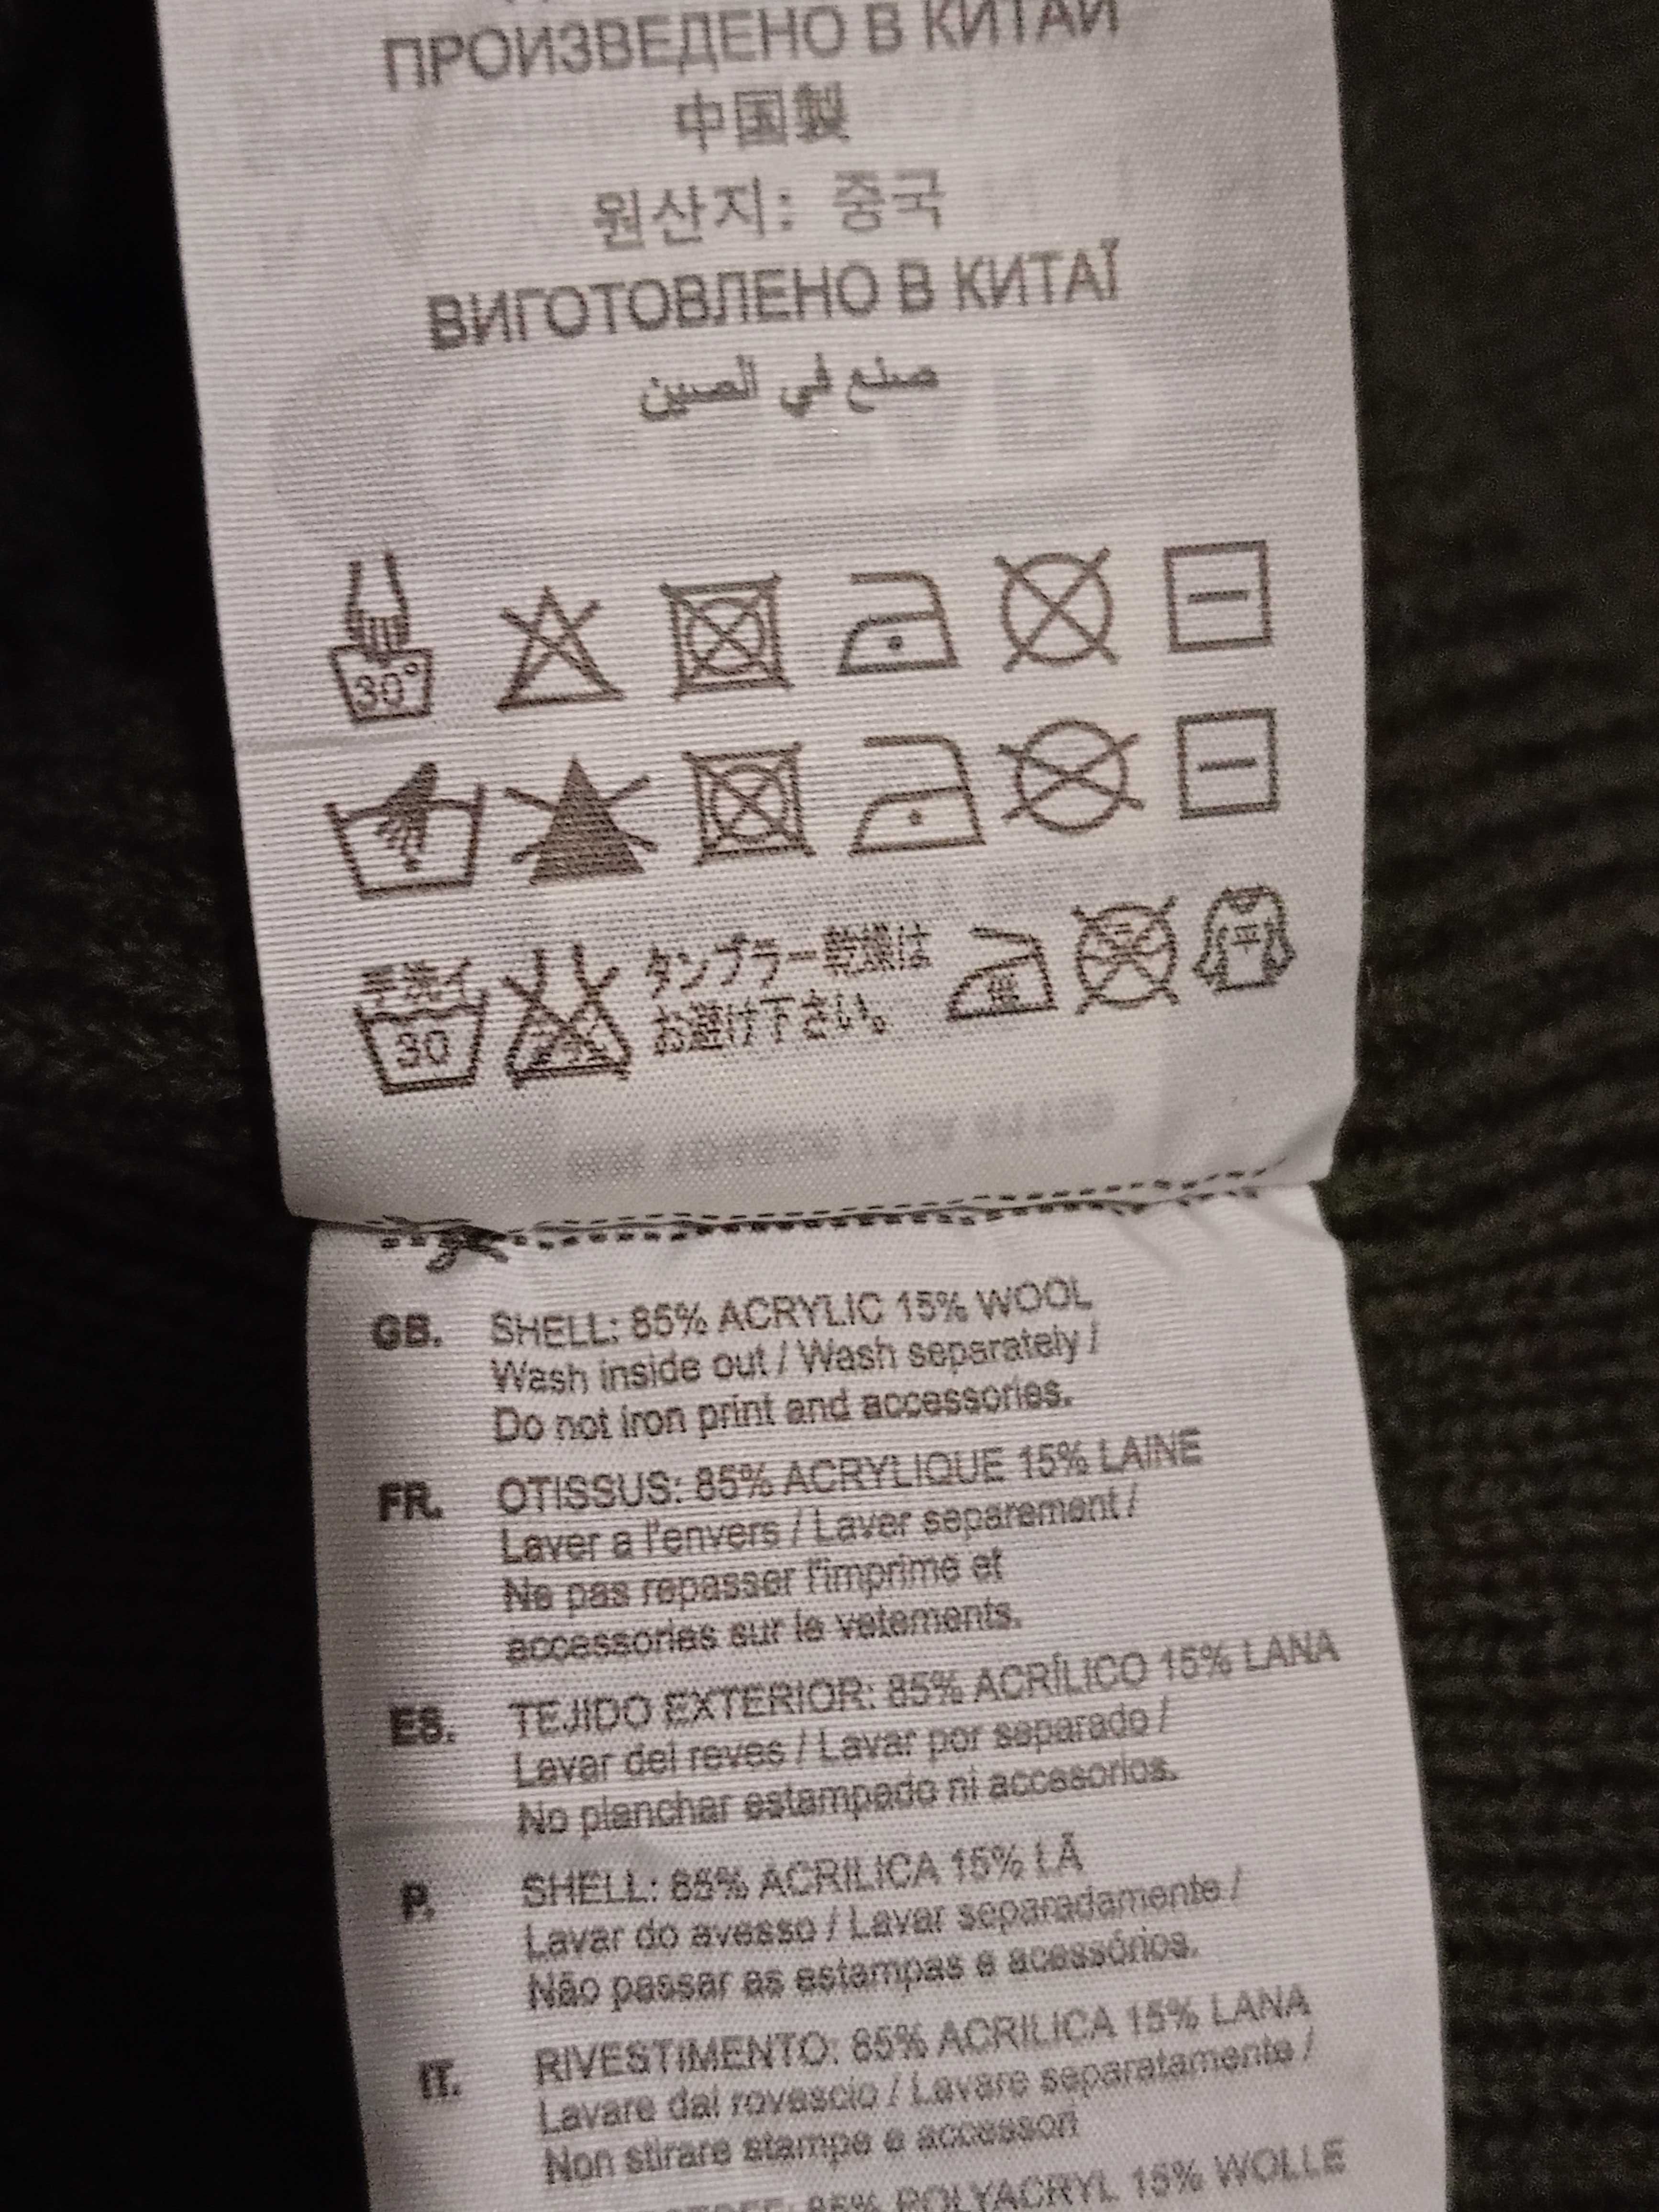 ПРОИЗВЕДЕНО В КИТАЙ
中国製
원산지: 중국
ВИГОТОВЛЕНО В КИТАЇ
صنع في الصين
30°
手洗イ
30
タンブラー乾燥は
お避け下さい。
平
GB. SHELL: 85% ACRYLIC 15% WOOL
Wash inside out / Wash separately /
Do not iron print and accessories.
FR. OTISSUS: 85% ACRYLIQUE 15% LAINE
Laver a l'envers / Laver separement /
Ne pas repasser l'imprime et
accessories sur le vetements.
ES. TEJIDO EXTERIOR: 85% ACRÍLICO 15% LANA
Lavar del reves / Lavar por separado /
No planchar estampado ni accesorios.
P. SHELL: 85% ACRILICA 15% LÃ
Lavar do avesso / Lavar separadamente /
Não passar as estampas e acessórios.
IT. RIVESTIMENTO: 85% ACRILICA 15% LANA
Lavare dal rovescio / Lavare separatamente /
Non stirare stampe e accessori
85% POLYACRYL 15% WOLLE